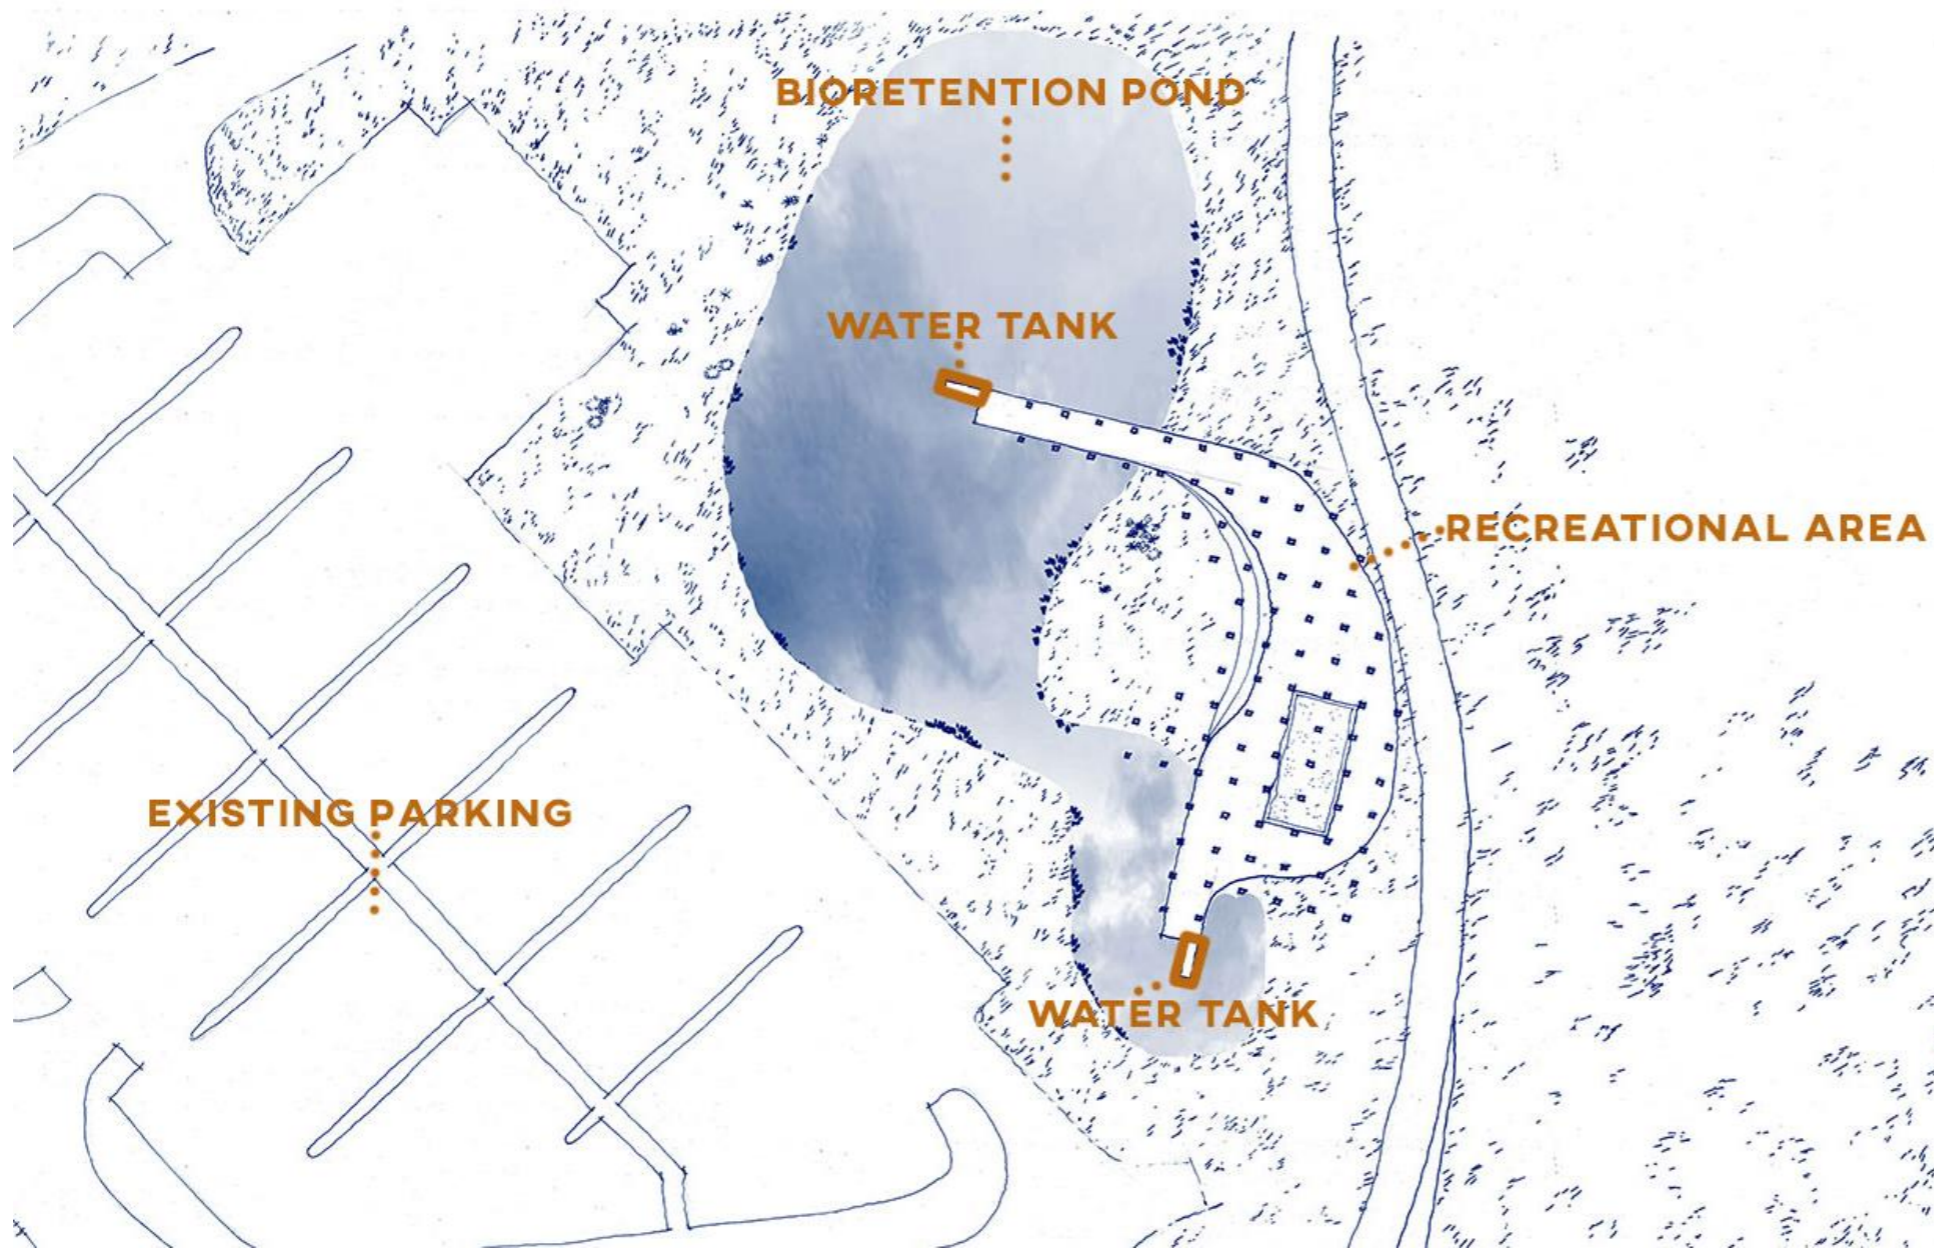 BIORETENTION POND
WATER TANK
RECREATIONAL AREA
EXISTING PARKING
WATER TANK